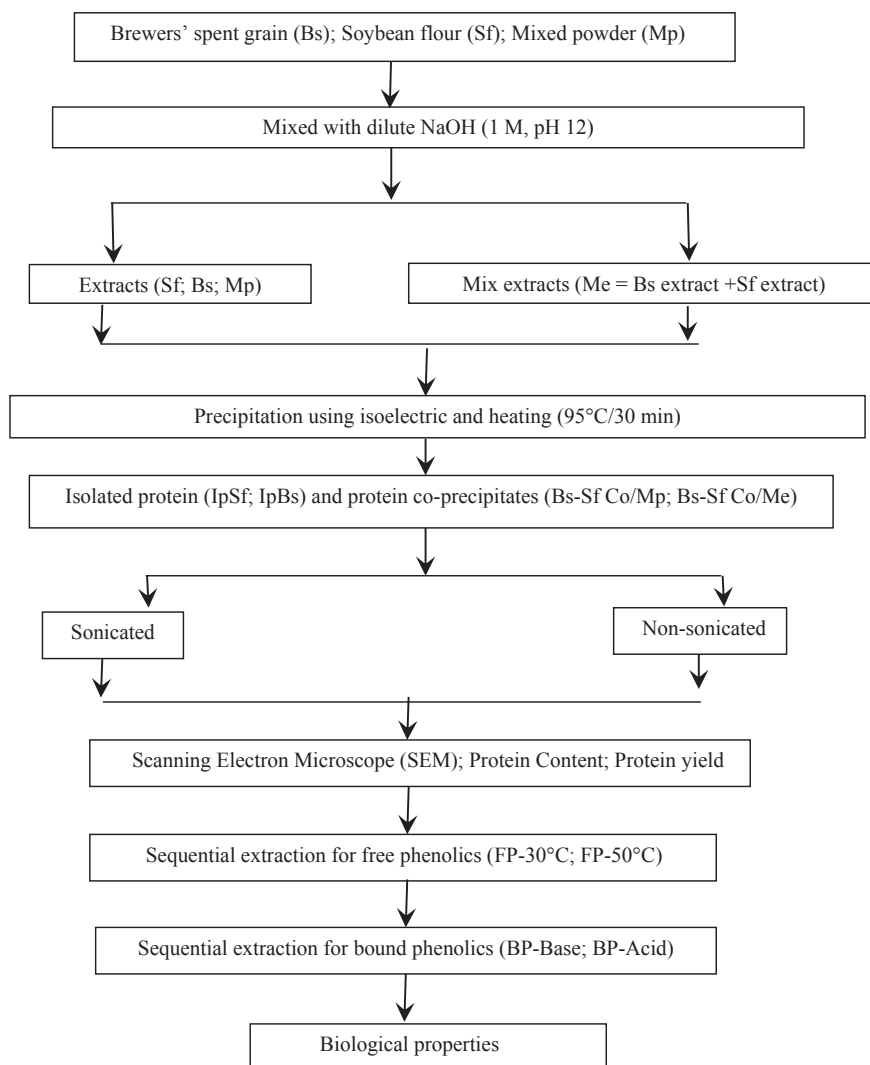 Brewers’ spent grain (Bs); Soybean flour (Sf); Mixed powder (Mp)
Mixed with dilute NaOH (1 M, pH 12)
Extracts (Sf; Bs; Mp)
Mix extracts (Me = Bs extract +Sf extract)
Precipitation using isoelectric and heating (95°C/30 min)
Isolated protein (IpSf; IpBs) and protein co-precipitates (Bs-Sf Co/Mp; Bs-Sf Co/Me)
Sonicated
Non-sonicated
Scanning Electron Microscope (SEM); Protein Content; Protein yield
Sequential extraction for free phenolics (FP-30°C; FP-50°C)
Sequential extraction for bound phenolics (BP-Base; BP-Acid)
Biological properties